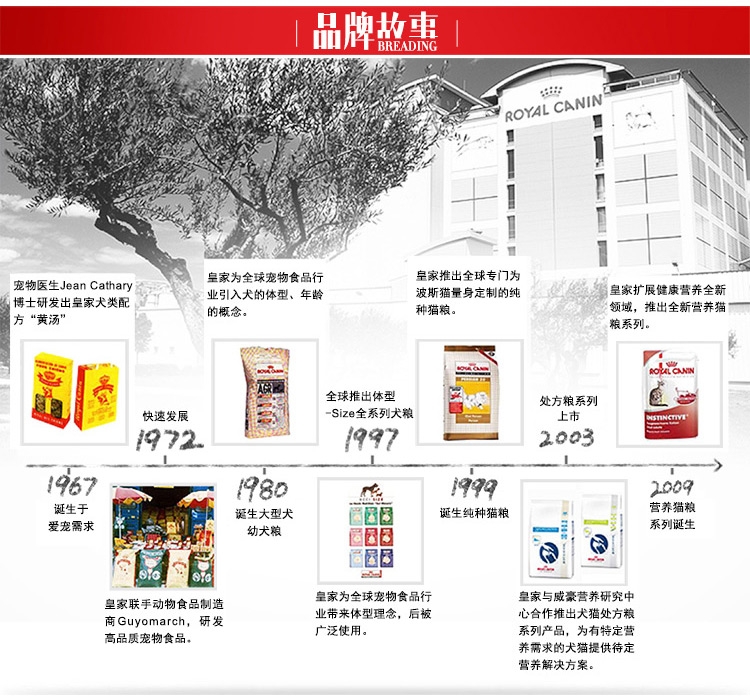 品牌故事
BREADING
ROYAL CANIN
宠物医生Jean Cathary
博士研发出皇家犬类配
方“黄汤”
皇家为全球宠物食品行
业引入犬的体型、年龄
的概念。
皇家推出全球专门为
波斯猫量身定制的纯
种猫粮。
皇家扩展健康营养全新
领域，推出全新营养猫
粮系列。
快速发展
1972
全球推出体型
-Size全系列犬粮
1997
处方粮系列
上市
2003
ROYAL CANIN
ROYAL CANIN
ROYAL CANIN
INSTINCTIVE
1967
诞生于
爱宠需求
1980
诞生大型犬
幼犬粮
1999
诞生纯种猫粮
2009
营养猫粮
系列诞生
皇家联手动物食品制造
商Guyomarch，研发
高品质宠物食品。
皇家为全球宠物食品行
业带来体型理念，后被
广泛使用。
皇家与威豪营养研究中
心合作推出犬猫处方粮
系列产品，为有特定营
养需求的犬猫提供待定
营养解决方案。